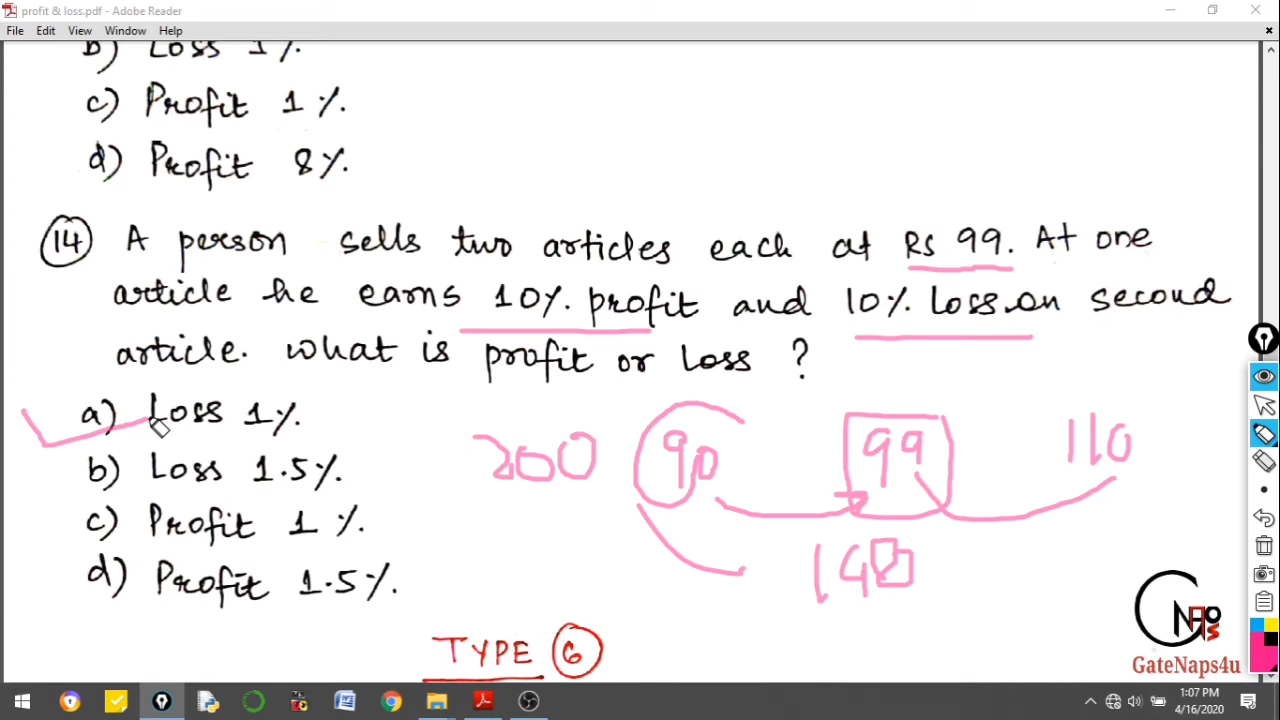 profit & loss.pdf - Adobe Reader
File Edit View Window Help
b) Loss 1%.
c) Profit 1%.
d) Profit 8%.
14 A person sells two articles each at Rs 99. At one
article he earns 10% profit and 10% loss on second
article. What is profit or Loss ?
a) Loss 1%.
b) Loss 1.5%.
c) Profit 1%.
d) Profit 1.5%.
200 90 99 110
TYPE 6
GateNaps4u
1:07 PM
4/16/2020